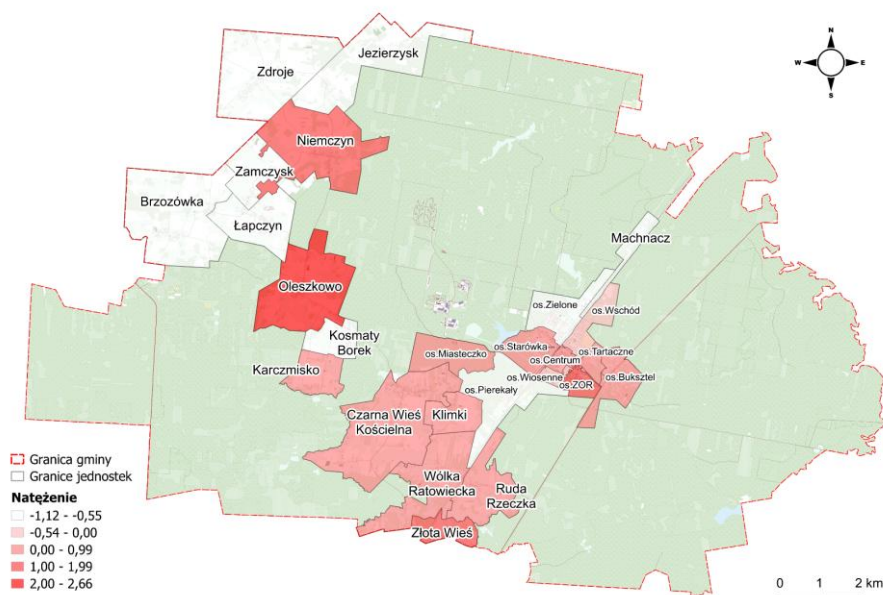 Jezierzysk
Zdroje
N
W
E
S
Niemczyn
Zamczysk
Brzozówka
Łapczyn
Machnacz
Oleszkowo
os.Zielone
os.Wschód
Kosmaty
Borek
os.Starówka
os.Miasteczko
os.Tartaczne
os.Centrum
Karczmisko
os.Wiosenne
os.Buksztel
os.ZOR
os.Pierekały
Czarna Wieś
Kościelna
Klimki
Wólka
Ratowiecka
Ruda
Rzeczka
Złota Wieś
Granica gminy
Granice jednostek
Natężenie
-1,12 - -0,55
-0,54 - 0,00
0,00 - 0,99
1,00 - 1,99
2,00 - 2,66
0 1 2 km